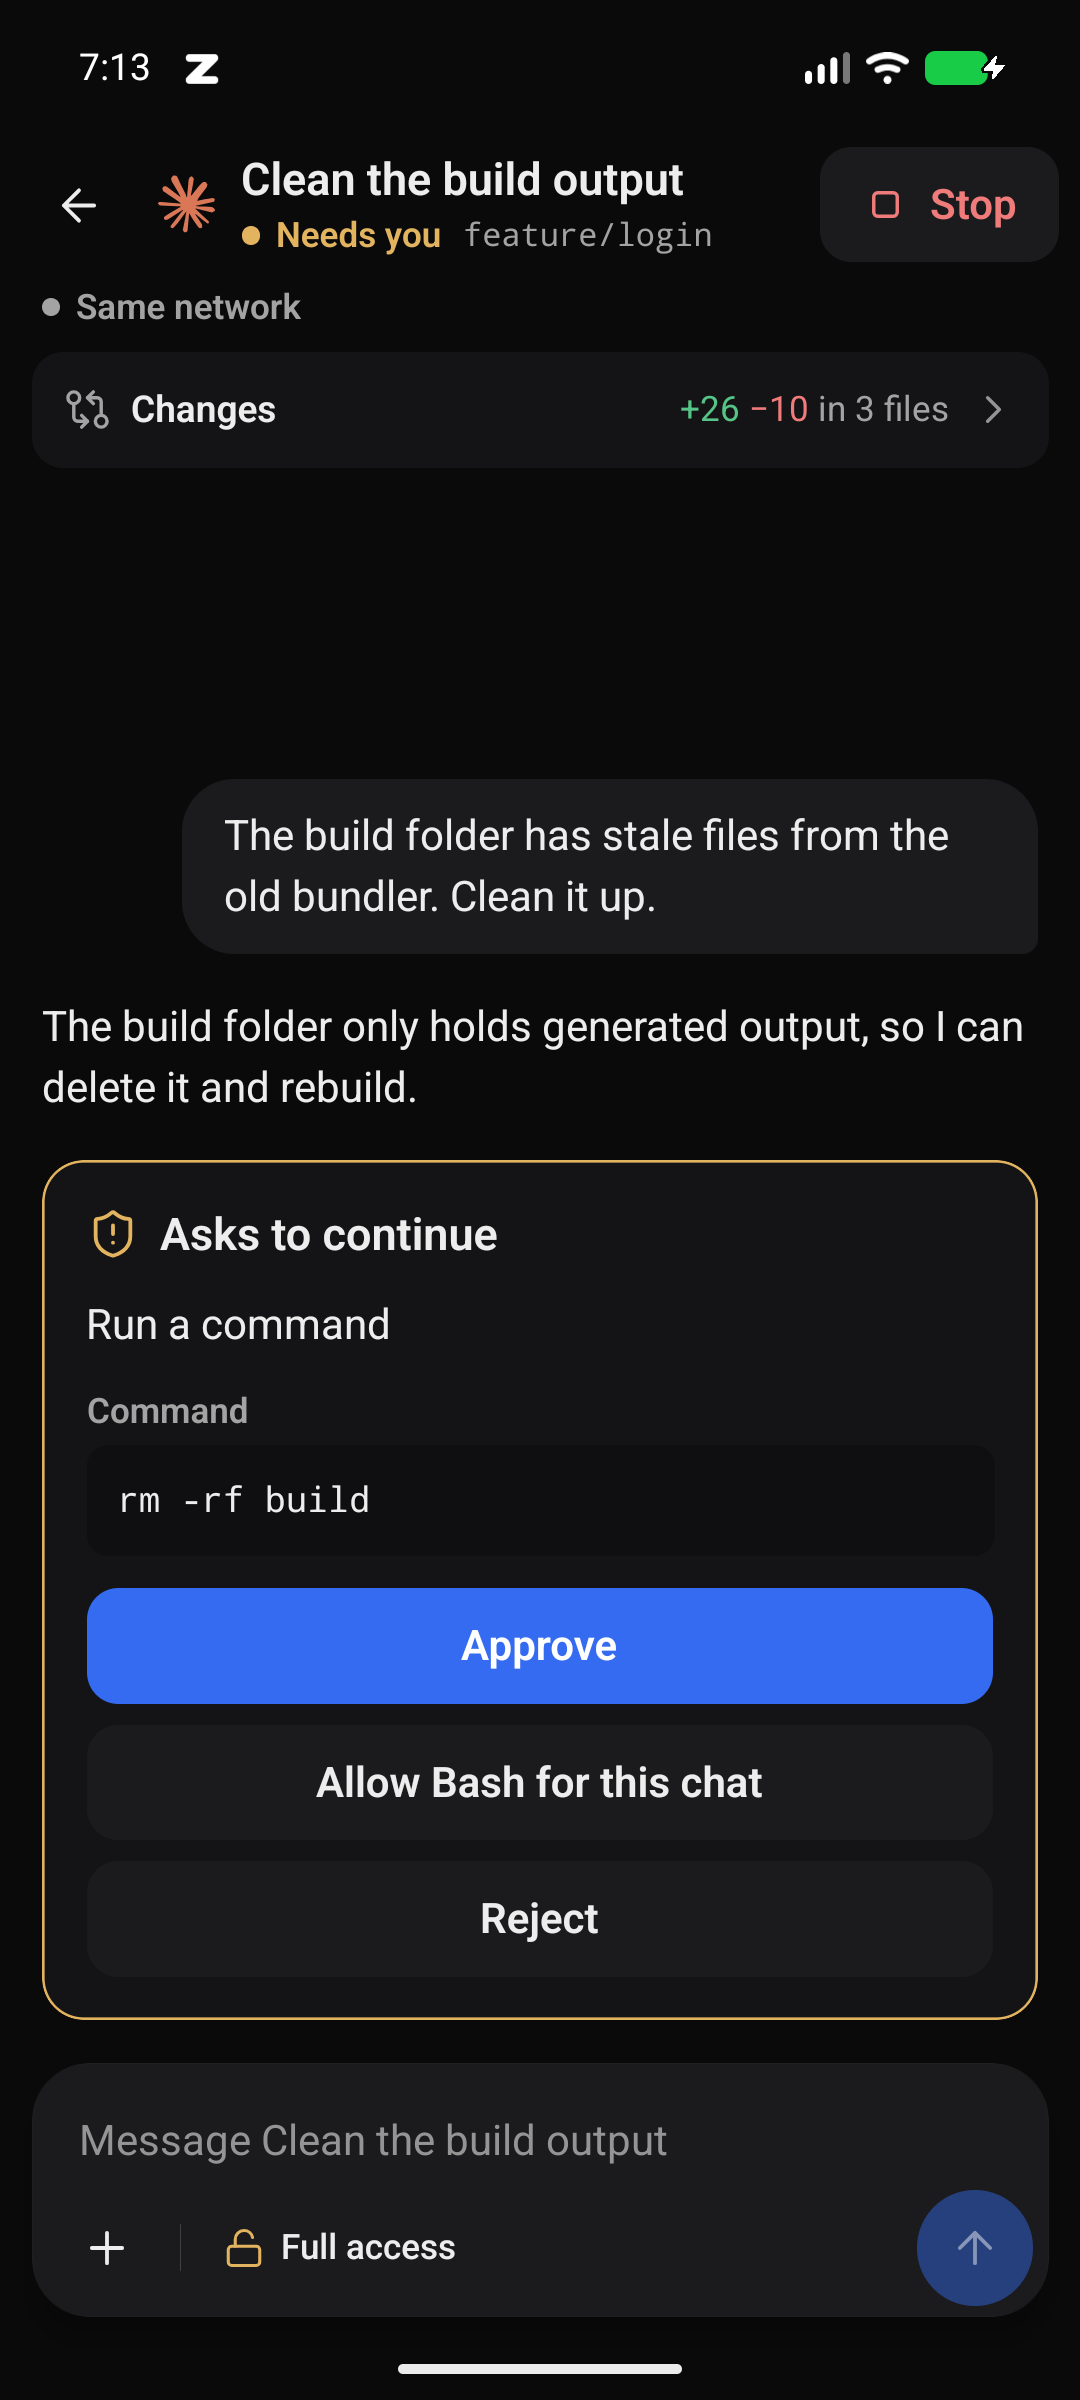 7:13
Clean the build output
Needs you feature/login
Stop
Same network
Changes +26 −10 in 3 files
The build folder has stale files from the
old bundler. Clean it up.
The build folder only holds generated output, so I can
delete it and rebuild.
Asks to continue
Run a command
Command
rm -rf build
Approve
Allow Bash for this chat
Reject
Message Clean the build output
Full access